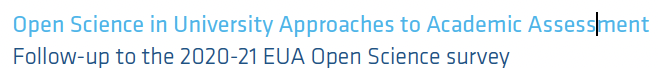 Open Science in University Approaches to Academic Assessment
Follow-up to the 2020-21 EUA Open Science survey